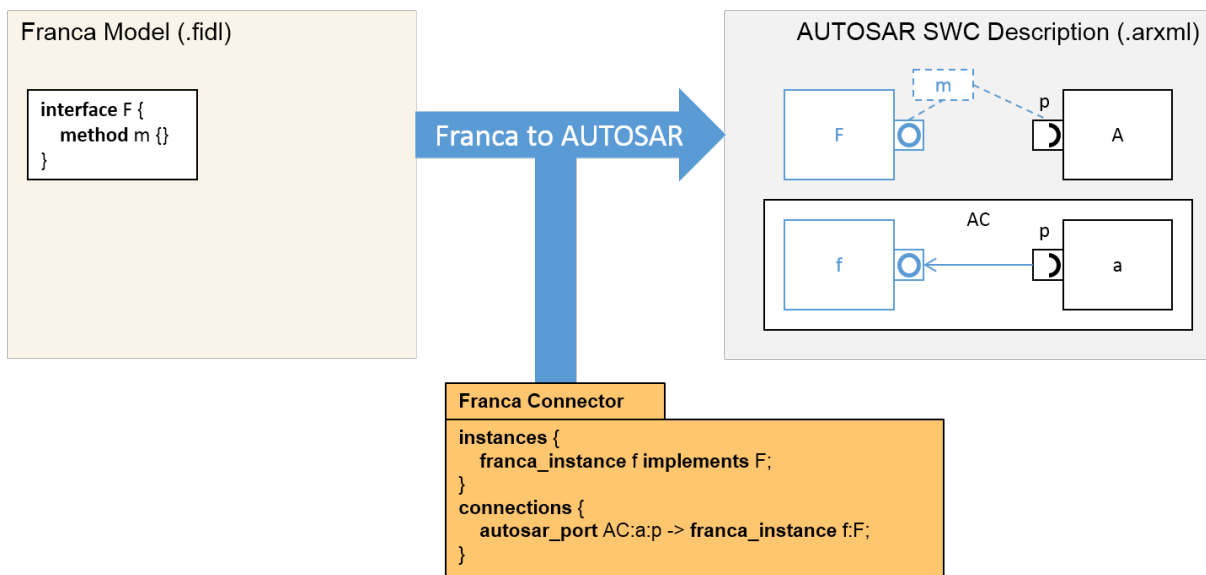 Franca Model (.fidl)
interface F {
method m {}
}
Franca to AUTOSAR
AUTOSAR SWC Description (.arxml)
m
F
p
A
AC
f
p
a
Franca Connector
instances {
franca_instance f implements F;
}
connections {
autosar_port AC:a:p -> franca_instance f:F;
}